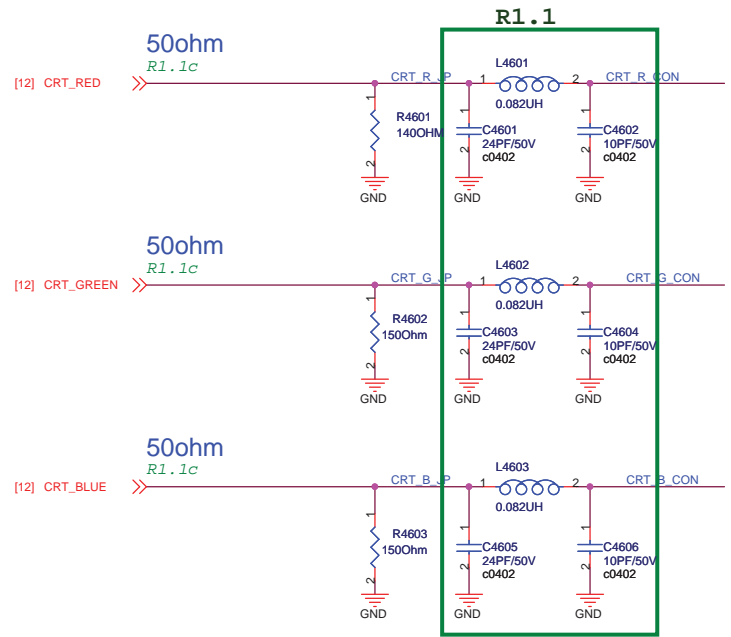 R1.1
50ohm
R1.1c
[12] CRT_RED
CRT_R_JP
1
L4601
2
0.082UH
CRT_R_CON
1
R4601
140OHM
2
GND
1
C4601
24PF/50V
c0402
2
GND
1
C4602
10PF/50V
c0402
2
GND
50ohm
R1.1c
[12] CRT_GREEN
CRT_G_JP
1
L4602
2
0.082UH
CRT_G_CON
1
R4602
150Ohm
2
GND
1
C4603
24PF/50V
c0402
2
GND
1
C4604
10PF/50V
c0402
2
GND
50ohm
R1.1c
[12] CRT_BLUE
CRT_B_JP
1
L4603
2
0.082UH
CRT_B_CON
1
R4603
150Ohm
2
GND
1
C4605
24PF/50V
c0402
2
GND
1
C4606
10PF/50V
c0402
2
GND